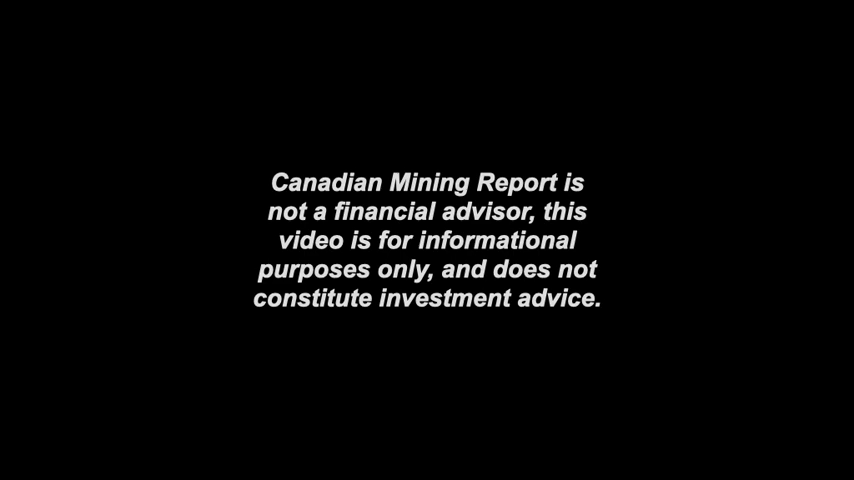 Canadian Mining Report is
not a financial advisor, this
video is for informational
purposes only, and does not
constitute investment advice.